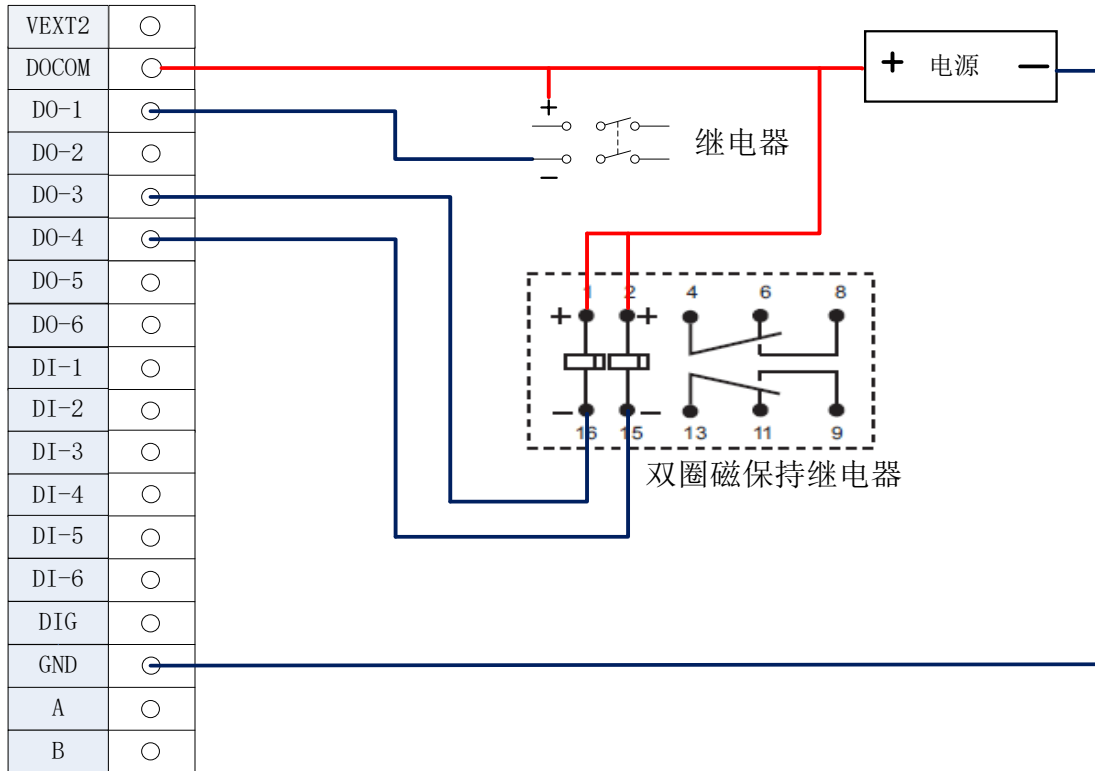 VEXT2
DOCOM
DO-1
DO-2
DO-3
DO-4
DO-5
DO-6
DI-1
DI-2
DI-3
DI-4
DI-5
DI-6
DIG
GND
A
B
+ 电源 −
+
继电器
−
1 2 4 6 8
+ +
− −
16 15 13 11 9
双圈磁保持继电器